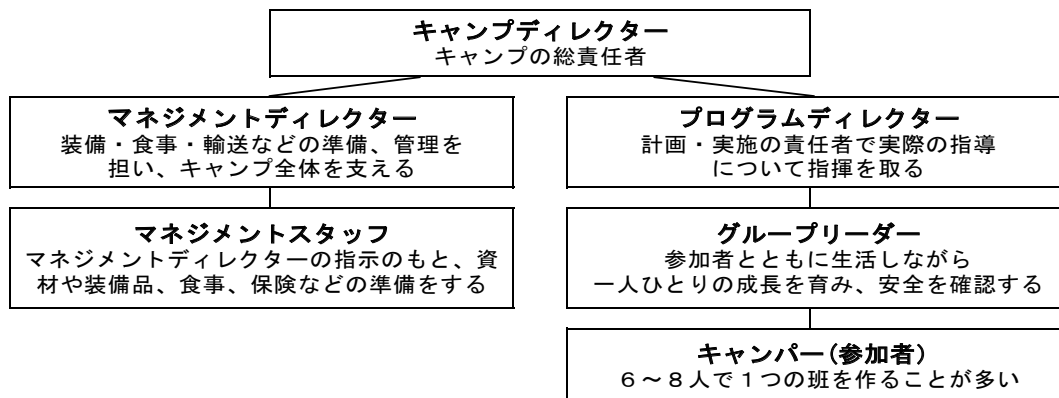 キャンプディレクター
キャンプの総責任者
マネジメントディレクター
装備・食事・輸送などの準備、管理を
担い、キャンプ全体を支える
プログラムディレクター
計画・実施の責任者で実際の指導
について指揮を取る
マネジメントスタッフ
マネジメントディレクターの指示のもと、資
材や装備品、食事、保険などの準備をする
グループリーダー
参加者とともに生活しながら
一人ひとりの成長を育み、安全を確認する
キャンパー(参加者)
6~8人で1つの班を作ることが多い